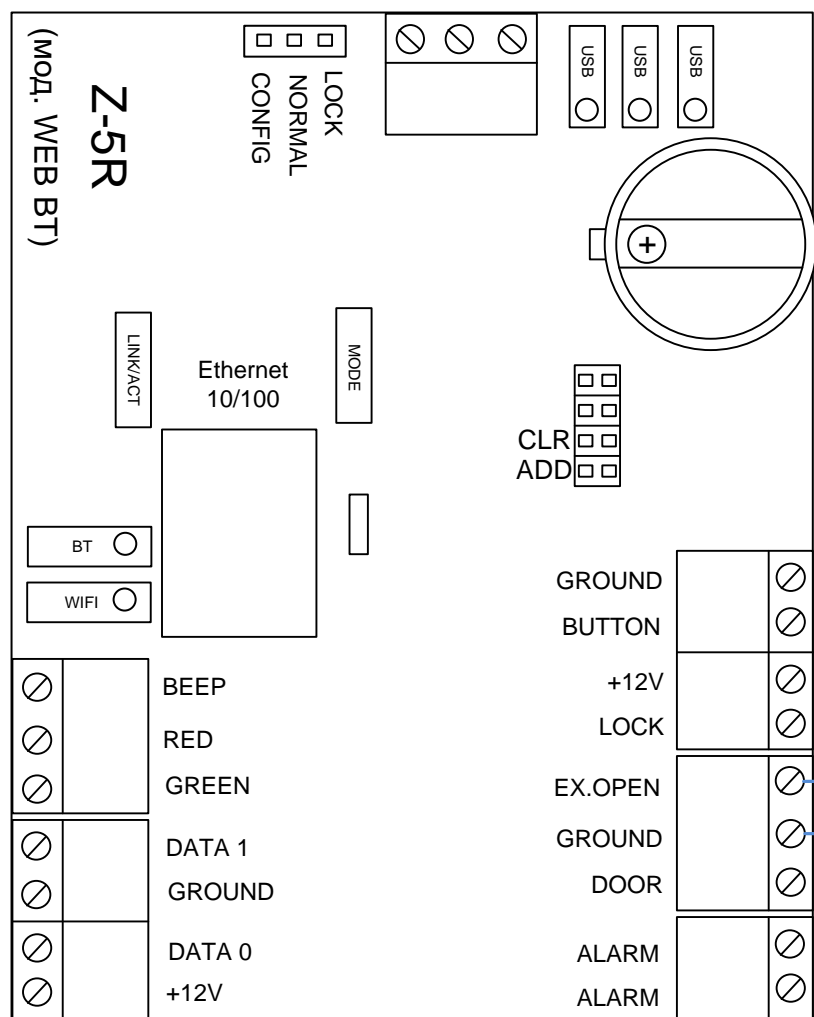 Z-5R
(мод. WEB BT)
LOCK
NORMAL
CONFIG
USB
USB
USB
LINK/ACT
Ethernet
10/100
MODE
CLR
ADD
BT
WIFI
GROUND
BUTTON
+12V
LOCK
EX.OPEN
GROUND
DOOR
ALARM
ALARM
BEEP
RED
GREEN
DATA 1
GROUND
DATA 0
+12V